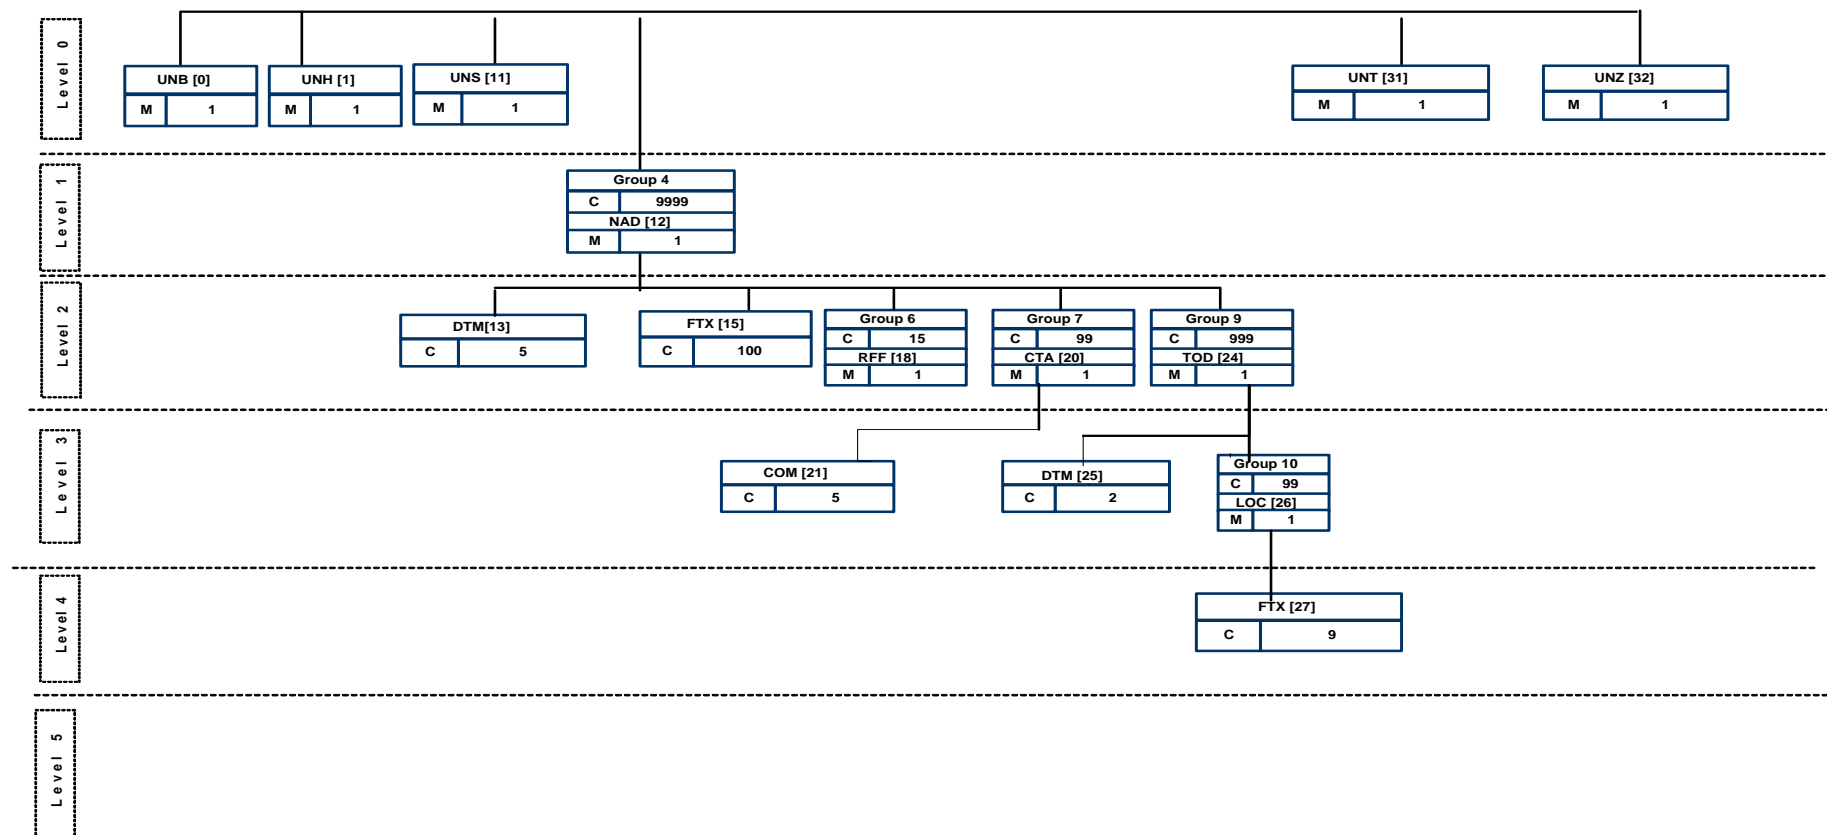 Level 0
UNB [0]
M 1
UNH [1]
M 1
UNS [11]
M 1
UNT [31]
M 1
UNZ [32]
M 1
Level 1
Group 4
C 9999
NAD [12]
M 1
Level 2
DTM[13]
C 5
FTX [15]
C 100
Group 6
C 15
RFF [18]
M 1
Group 7
C 99
CTA [20]
M 1
Group 9
C 999
TOD [24]
M 1
Level 3
COM [21]
C 5
DTM [25]
C 2
Group 10
C 99
LOC [26]
M 1
Level 4
FTX [27]
C 9
Level 5